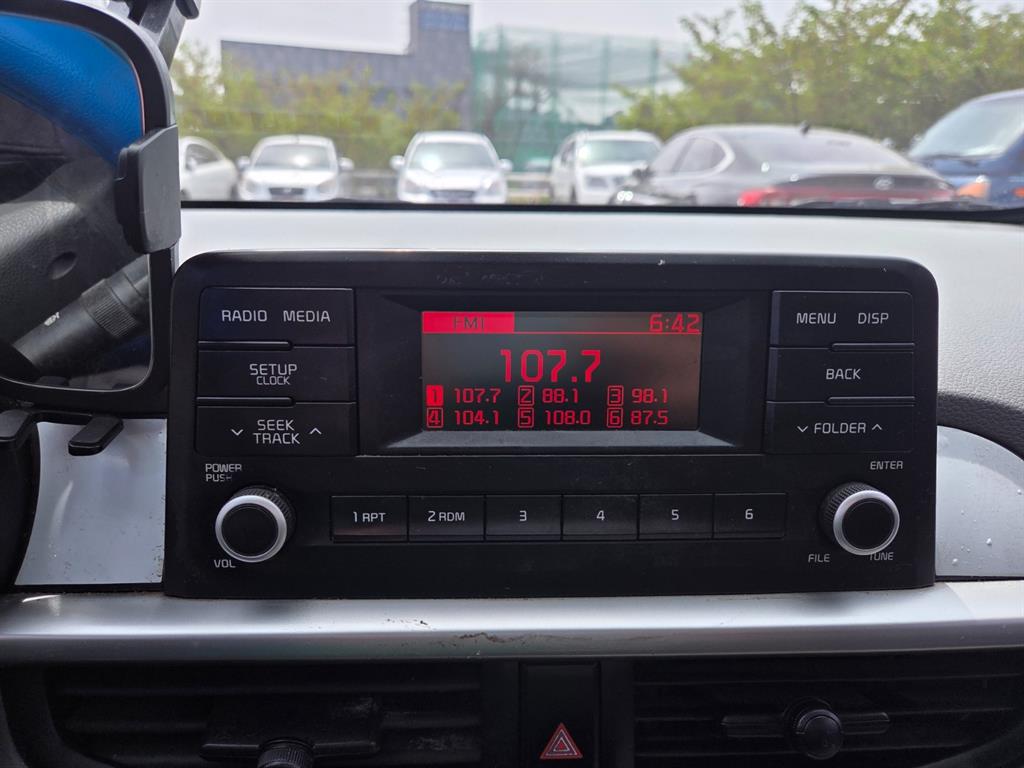 RADIO MEDIA
SETUP
CLOCK
SEEK
TRACK
POWER
PUSH
VOL
FM1 6:42
107.7
1 107.7 2 88.1 3 98.1
4 104.1 5 108.0 6 87.5
MENU DISP
BACK
FOLDER
ENTER
FILE TUNE
1 RPT 2 RDM 3 4 5 6